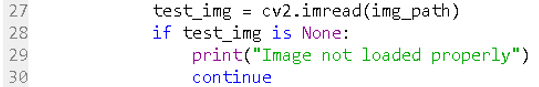 27 test_img = cv2.imread(img_path)
28 if test_img is None:
29 print("Image not loaded properly")
30 continue